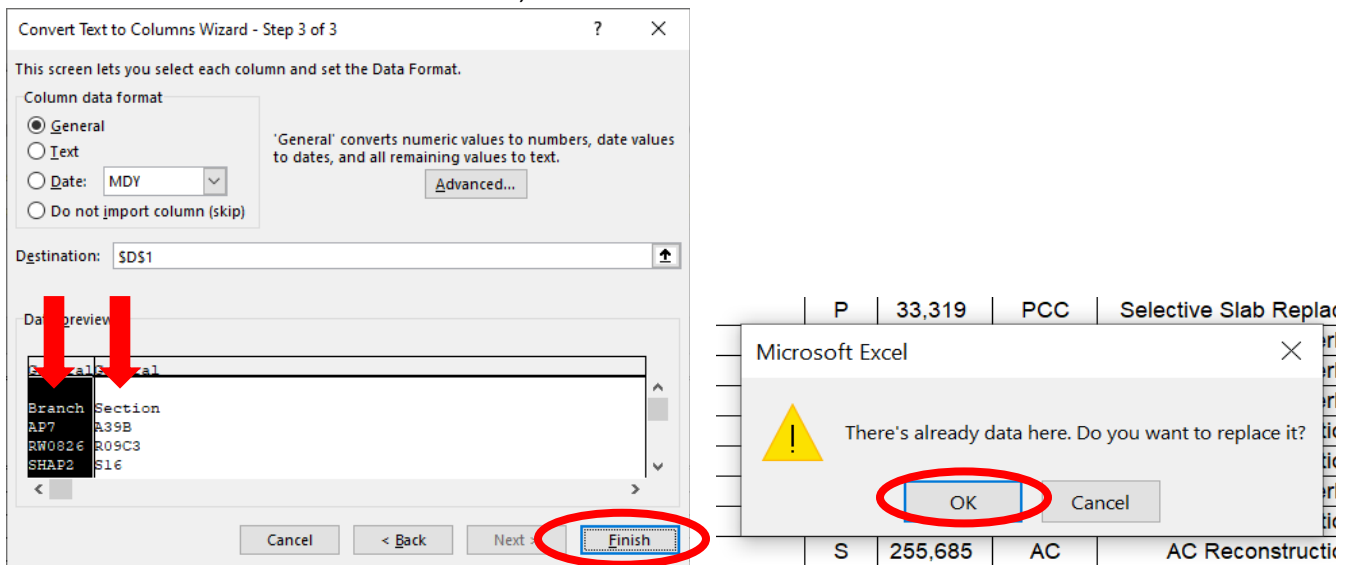 Convert Text to Columns Wizard - Step 3 of 3
This screen lets you select each column and set the Data Format.
Column data format
General
Text
Date: MDY
Do not import column (skip)
'General' converts numeric values to numbers, date values
to dates, and all remaining values to text.
Advanced...
Destination: $D$1
Branch Section
AP7 A39B
RW0826 R09C3
SHAP2 S16
Cancel < Back Next Finish
P 33,319 PCC Selective Slab
Microsoft Excel
There's already data here. Do you want to replace it?
OK Cancel
S 255,685 AC AC